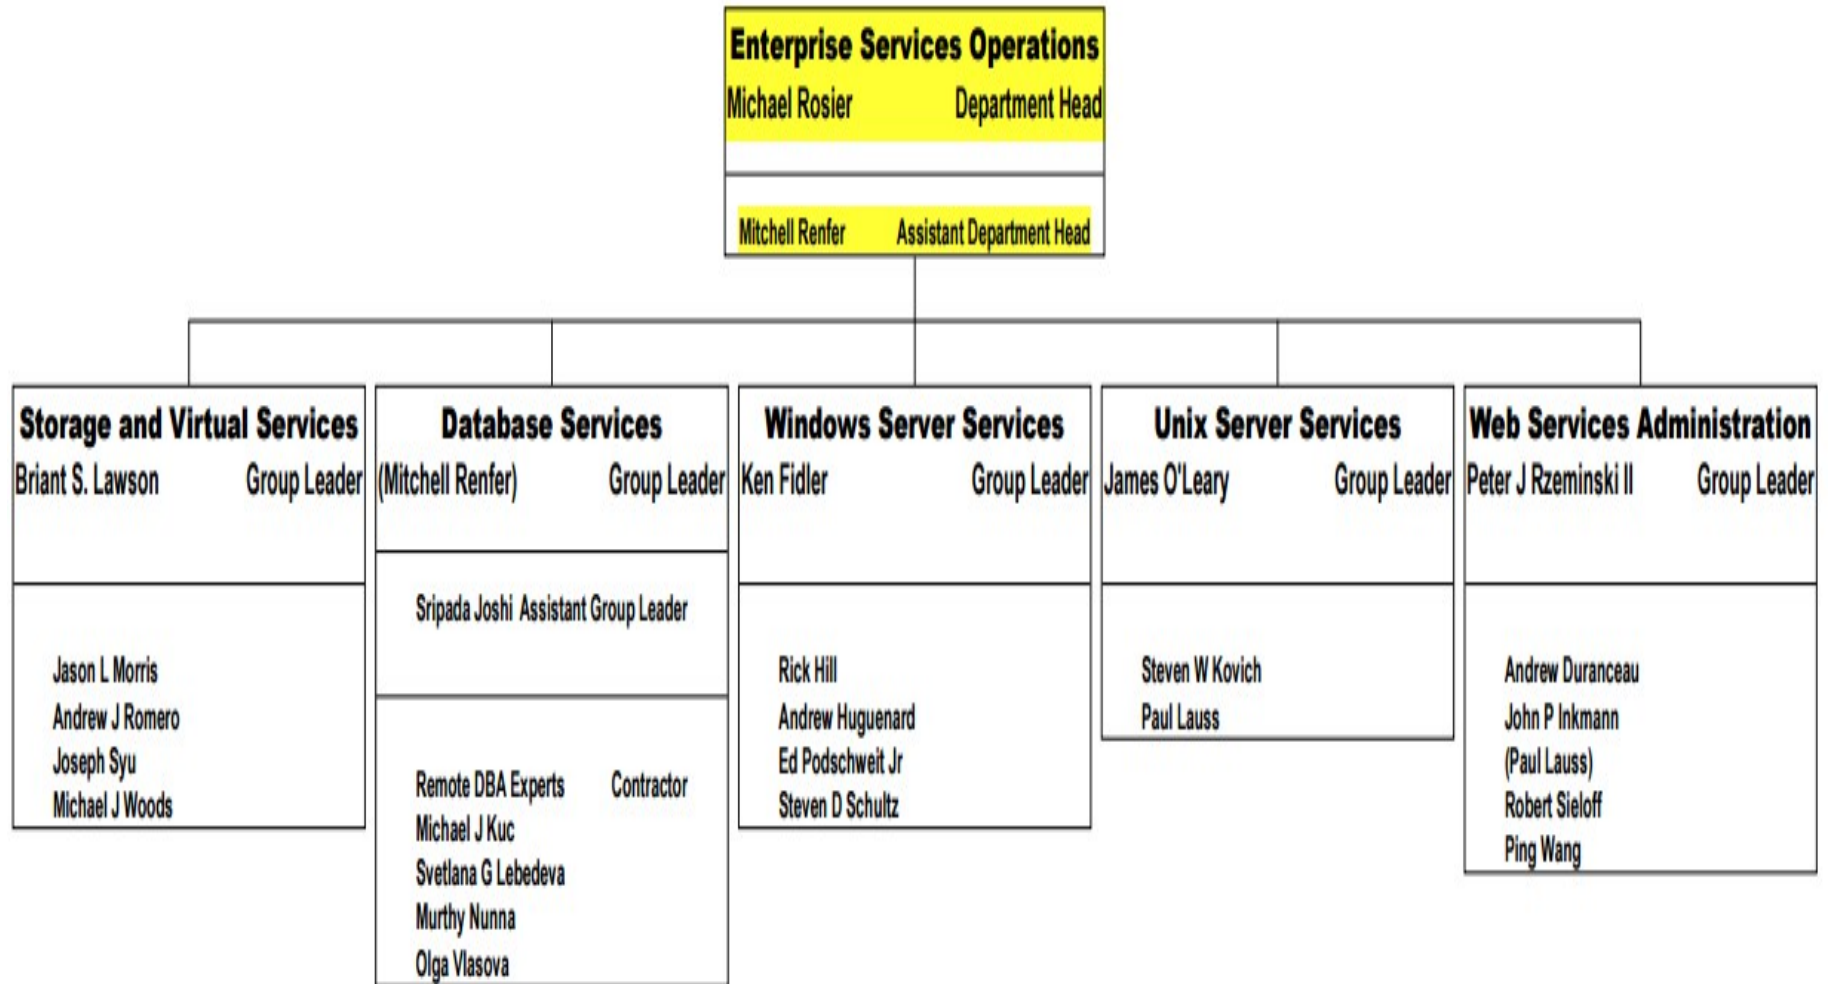 Enterprise Services Operations
Michael Rosier Department Head
Mitchell Renfer Assistant Department Head
Storage and Virtual Services
Briant S. Lawson Group Leader
Jason L Morris
Andrew J Romero
Joseph Syu
Michael J Woods
Database Services
(Mitchell Renfer) Group Leader
Sripada Joshi Assistant Group Leader
Remote DBA Experts Contractor
Michael J Kuc
Svetlana G Lebedeva
Murthy Nunna
Olga Vlasova
Windows Server Services
Ken Fidler Group Leader
Rick Hill
Andrew Huguenard
Ed Podschweit Jr
Steven D Schultz
Unix Server Services
James O'Leary Group Leader
Steven W Kovich
Paul Lauss
Web Services Administration
Peter J Rzeminski II Group Leader
Andrew Duranceau
John P Inkmann
(Paul Lauss)
Robert Sieloff
Ping Wang